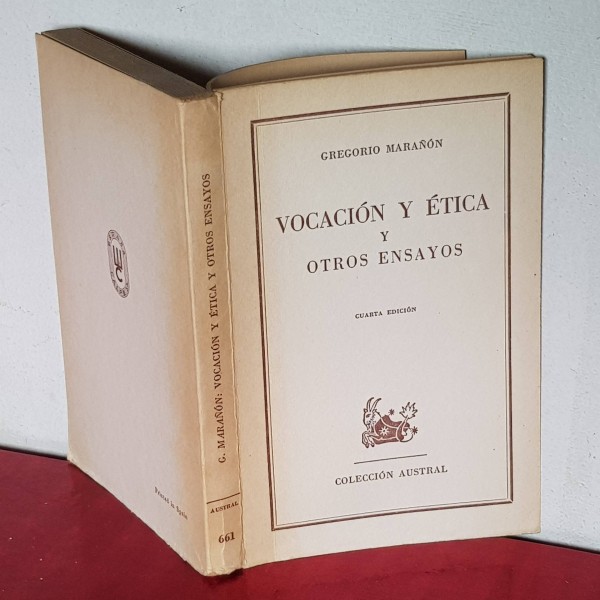 GREGORIO MARAÑÓN
VOCACIÓN Y ÉTICA
Y
OTROS ENSAYOS
CUARTA EDICIÓN
COLECCIÓN AUSTRAL
G. MARAÑÓN: VOCACIÓN Y ÉTICA Y OTROS ENSAYOS
AUSTRAL
661
Printed in Spain